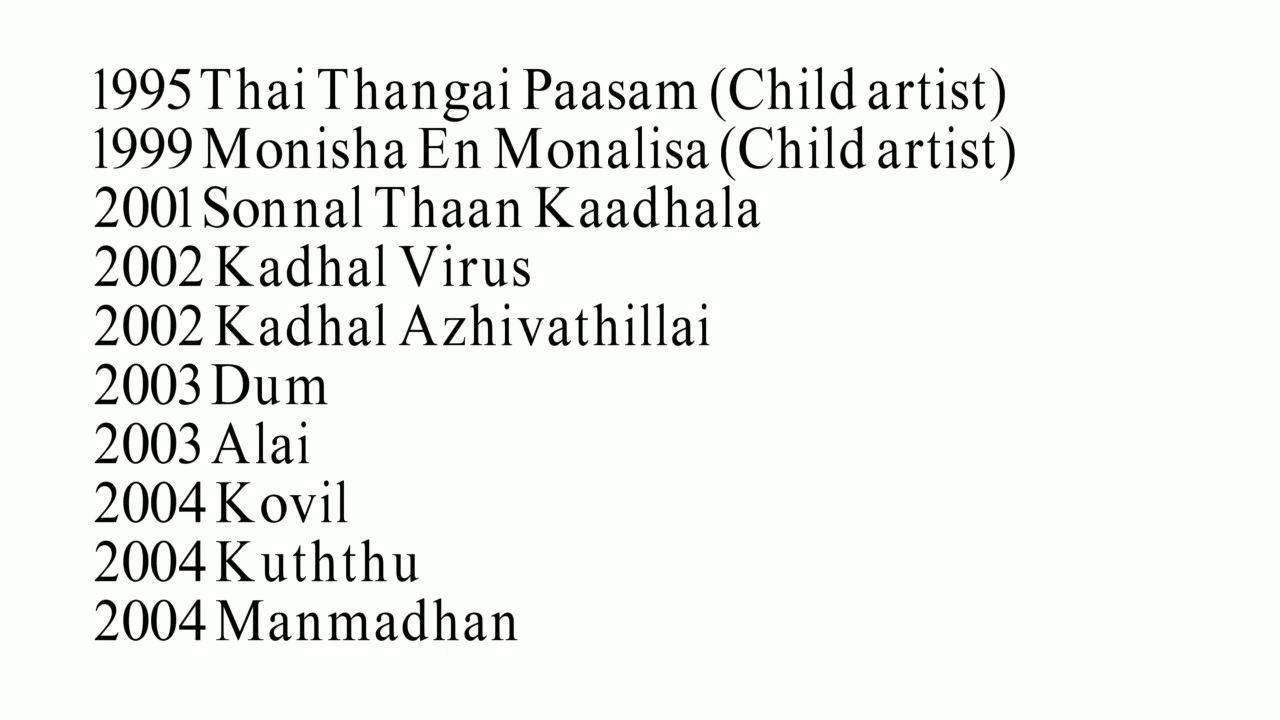 1995 Thai Thangai Paasam (Child artist)
1999 Monisha En Monalisa (Child artist)
2001 Sonnal Thaan Kaadhala
2002 Kadhal Virus
2002 Kadhal Azhivathillai
2003 Dum
2003 Alai
2004 Kovil
2004 Kuththu
2004 Manmadhan